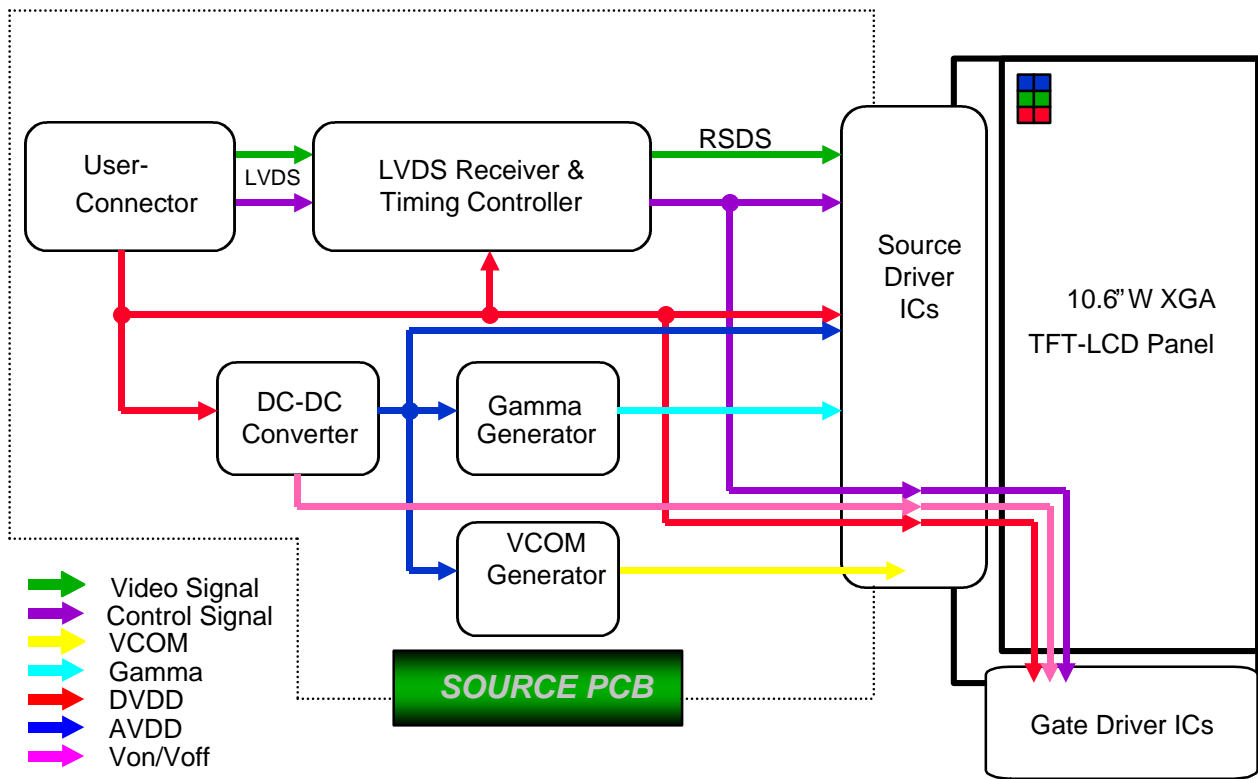 User-
Connector
LVDS
LVDS Receiver &
Timing Controller
RSDS
Source
Driver
ICs
10.6" W XGA
TFT-LCD Panel
DC-DC
Converter
Gamma
Generator
VCOM
Generator
Video Signal
Control Signal
VCOM
Gamma
DVDD
AVDD
Von/Voff
SOURCE PCB
Gate Driver ICs